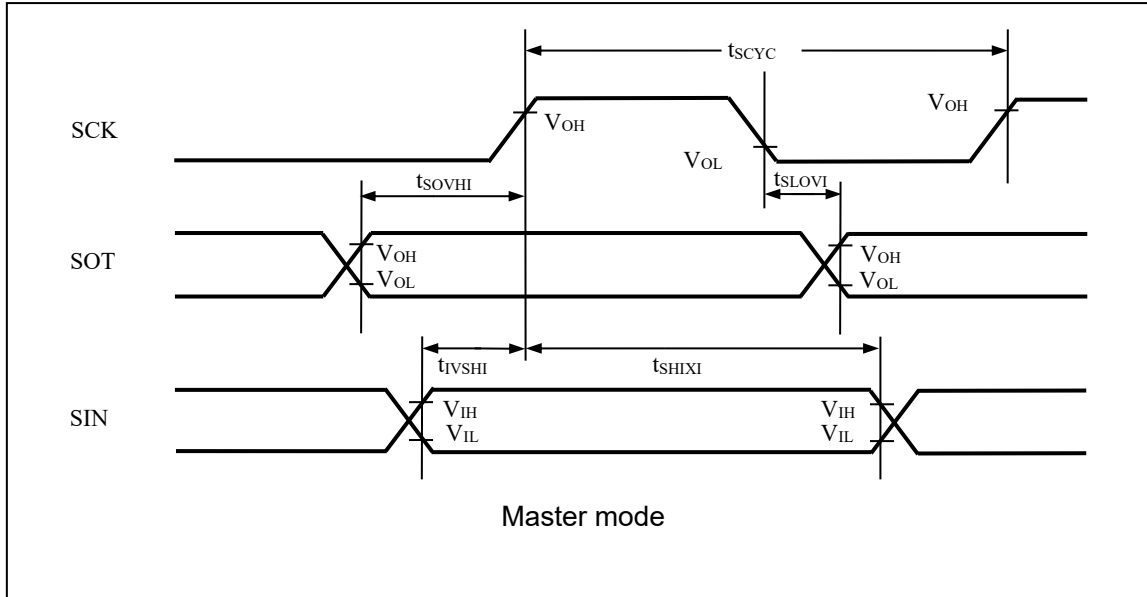 tSCYC
SCK
VOH
VOH
VOL
tSOVHI
tSLOVI
SOT
VOH
VOL
VOH
VOL
tIVSHI
tSHIXI
SIN
VIH
VIL
VIH
VIL
Master mode